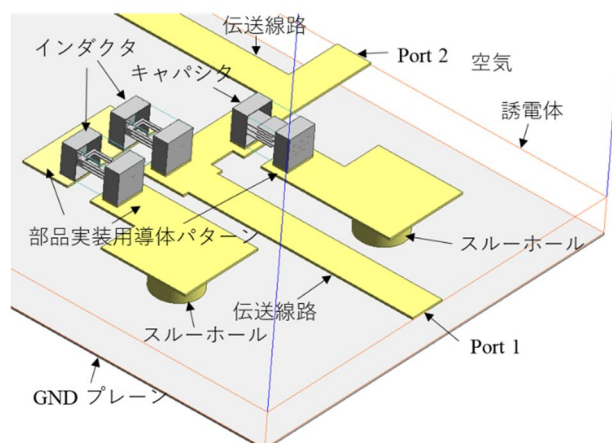 伝送線路
Port 2
インダクタ
空気
キャパシタ
誘電体
部品実装用導体パターン
スルーホール
伝送線路
スルーホール
Port 1
GND プレーン